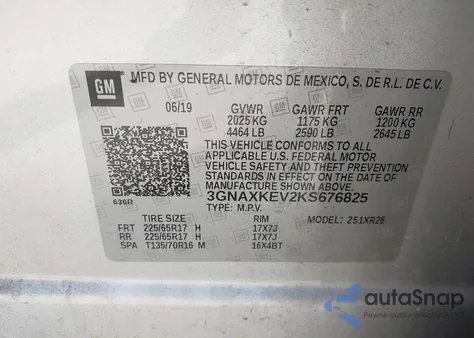 GM
MFD BY GENERAL MOTORS DE MEXICO, S. DE R.L. DE C.V.
06/19 GVWR GAWR FRT GAWR RR
2025 KG 1175 KG 1200 KG
4464 LB 2590 LB 2645 LB
THIS VEHICLE CONFORMS TO ALL
APPLICABLE U.S. FEDERAL MOTOR
VEHICLE SAFETY AND THEFT PREVENTION
STANDARDS IN EFFECT ON THE DATE
OF MANUFACTURE SHOWN ABOVE.
636R 3GNAXKEV2KS676825
TYPE: M.P.V. MODEL: 251XR26
TIRE SIZE RIM
FRT 225/65R17 H 17X7J
RR 225/65R17 H 17X7J
SPA T135/70R16 M 16X4BT
autoSnap